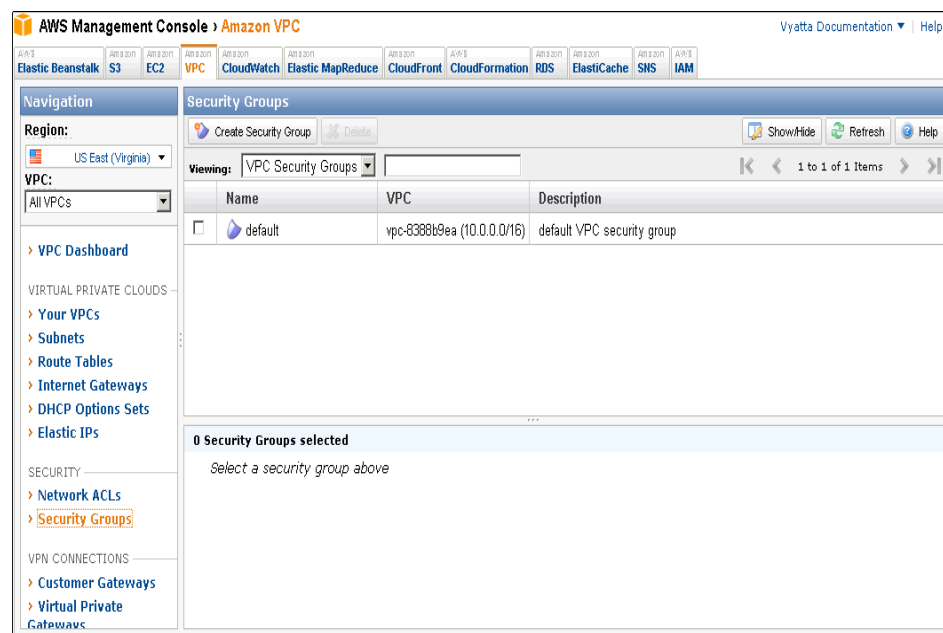 AWS Management Console › Amazon VPC
Vyatta Documentation ▼ | Help
AWS
Elastic Beanstalk
Amazon
S3
Amazon
EC2
Amazon
VPC
Amazon
CloudWatch
Amazon
Elastic MapReduce
Amazon
CloudFront
AWS
CloudFormation
Amazon
RDS
Amazon
ElastiCache
Amazon
SNS
AWS
IAM
Navigation
Region:
US East (Virginia) ▼
VPC:
All VPCs
› VPC Dashboard
VIRTUAL PRIVATE CLOUDS
› Your VPCs
› Subnets
› Route Tables
› Internet Gateways
› DHCP Options Sets
› Elastic IPs
SECURITY
› Network ACLs
› Security Groups
VPN CONNECTIONS
› Customer Gateways
› Virtual Private
Gateways
Security Groups
Create Security Group
Delete
Show/Hide
Refresh
Help
Viewing: VPC Security Groups
1 to 1 of 1 Items
Name VPC Description
default vpc-8388b9ea (10.0.0.0/16) default VPC security group
0 Security Groups selected
Select a security group above